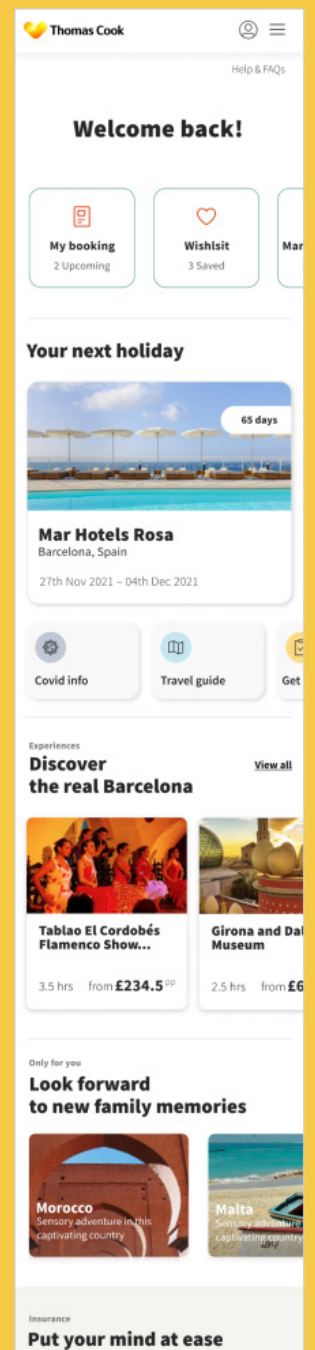 Thomas Cook
Help & FAQs
Welcome back!
My booking
2 Upcoming
Wishlsit
3 Saved
Mar
Your next holiday
65 days
Mar Hotels Rosa
Barcelona, Spain
27th Nov 2021 – 04th Dec 2021
Covid info
Travel guide
Get
Experiences
Discover
the real Barcelona
View all
Tablao El Cordobés
Flamenco Show...
3.5 hrs from £234.5 pp
Girona and Dal
Museum
2.5 hrs from £6
Only for you
Look forward
to new family memories
Morocco
Sensory adventure in this
captivating country
Malta
Sensory adventure
captivating country
Insurance
Put your mind at ease